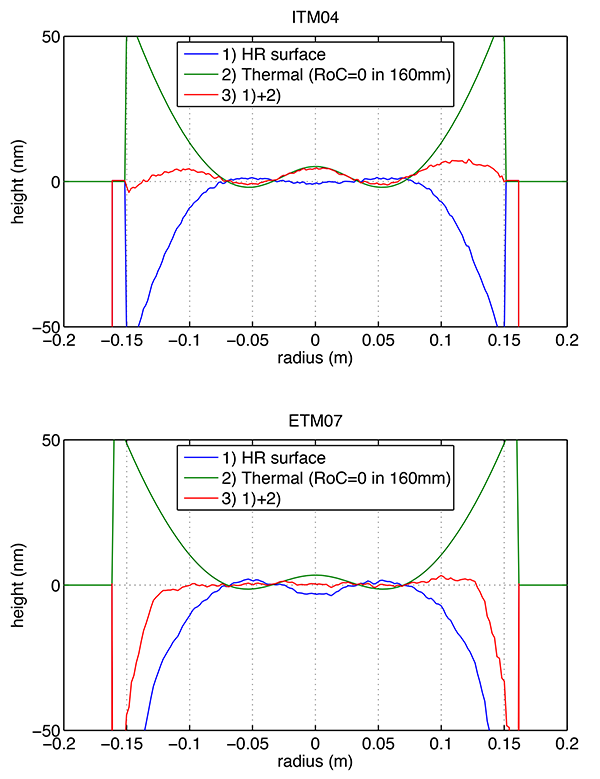 ITM04
50
1) HR surface
2) Thermal (RoC=0 in 160mm)
3) 1)+2)
height (nm)
0
−50
−0.2 −0.15 −0.1 −0.05 0 0.05 0.1 0.15 0.2
radius (m)
ETM07
50
1) HR surface
2) Thermal (RoC=0 in 160mm)
3) 1)+2)
height (nm)
0
−50
−0.2 −0.15 −0.1 −0.05 0 0.05 0.1 0.15 0.2
radius (m)